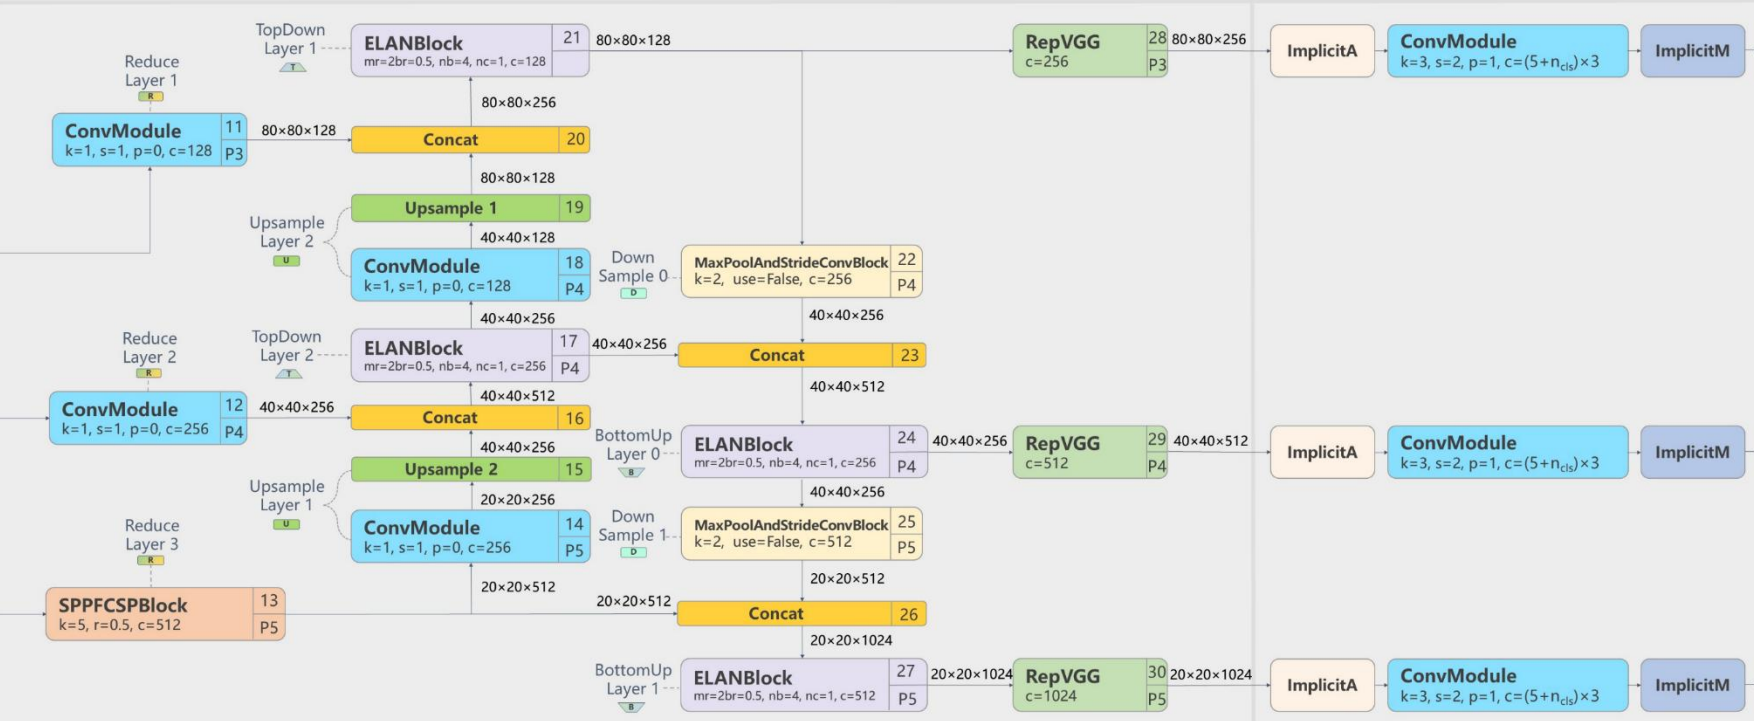 TopDown
Layer 1
T
ELANBlock
mr=2br=0.5, nb=4, nc=1, c=128
21
80×80×128
RepVGG
c=256
28
P3
80×80×256
ImplicitA
ConvModule
k=3, s=2, p=1, c=(5+ncls)×3
ImplicitM
Reduce
Layer 1
R
80×80×256
ConvModule
k=1, s=1, p=0, c=128
11
P3
80×80×128
Concat
20
80×80×128
Upsample 1
19
Upsample
Layer 2
U
40×40×128
ConvModule
k=1, s=1, p=0, c=128
18
P4
Down
Sample 0
D
MaxPoolAndStrideConvBlock
k=2, use=False, c=256
22
P4
40×40×256
40×40×256
Reduce
Layer 2
R
TopDown
Layer 2
T
ELANBlock
mr=2br=0.5, nb=4, nc=1, c=256
17
P4
40×40×256
Concat
23
40×40×512
40×40×512
ConvModule
k=1, s=1, p=0, c=256
12
P4
40×40×256
Concat
16
40×40×256
BottomUp
Layer 0
B
ELANBlock
mr=2br=0.5, nb=4, nc=1, c=256
24
P4
40×40×256
RepVGG
c=512
29
P4
40×40×512
ImplicitA
ConvModule
k=3, s=2, p=1, c=(5+ncls)×3
ImplicitM
Upsample 2
15
Upsample
Layer 1
U
20×20×256
40×40×256
ConvModule
k=1, s=1, p=0, c=256
14
P5
Down
Sample 1
D
MaxPoolAndStrideConvBlock
k=2, use=False, c=512
25
P5
Reduce
Layer 3
R
20×20×512
20×20×512
SPPFCSPBlock
k=5, r=0.5, c=512
13
P5
20×20×512
Concat
26
20×20×1024
BottomUp
Layer 1
B
ELANBlock
mr=2br=0.5, nb=4, nc=1, c=512
27
P5
20×20×1024
RepVGG
c=1024
30
P5
20×20×1024
ImplicitA
ConvModule
k=3, s=2, p=1, c=(5+ncls)×3
ImplicitM